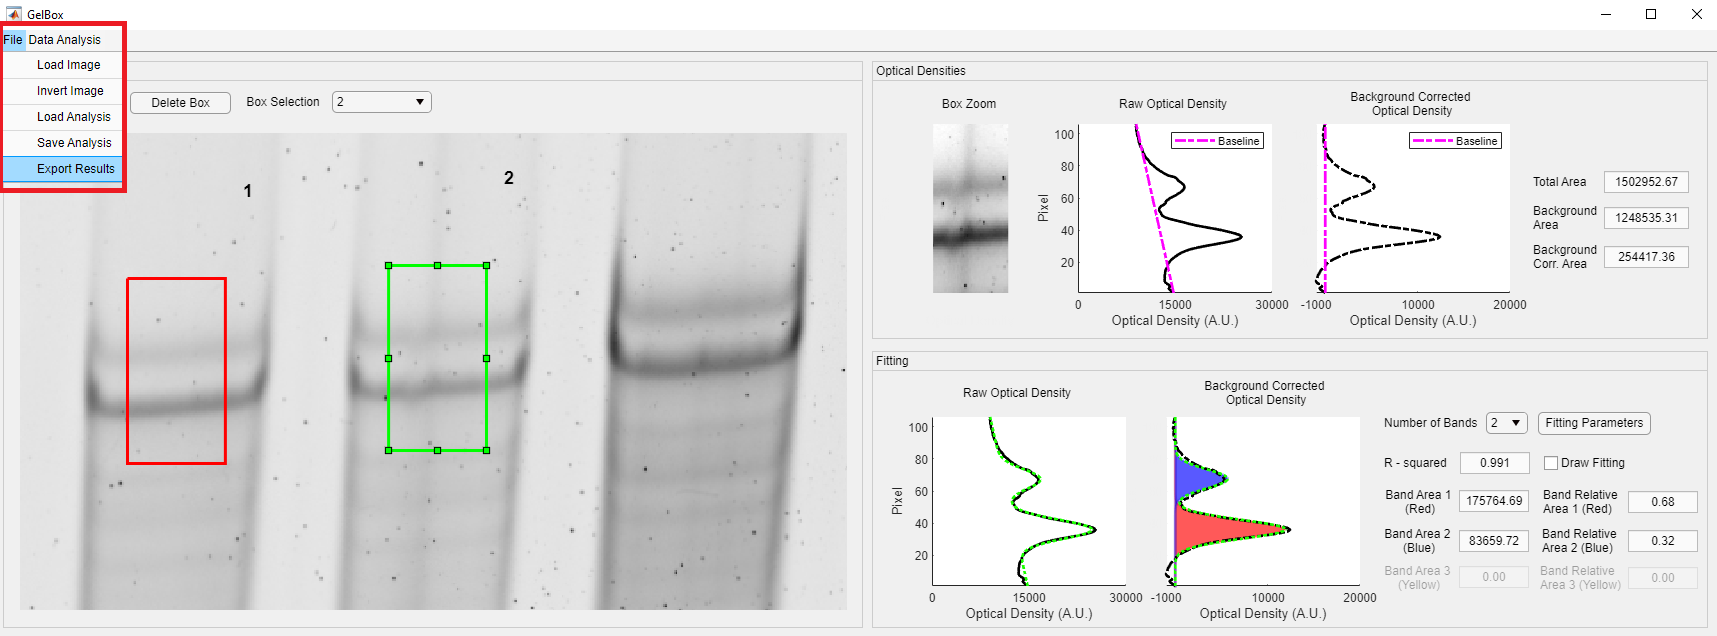 GelBox
File Data Analysis
Load Image
Invert Image
Load Analysis
Save Analysis
Export Results
Delete Box
Box Selection
2
1
2
Optical Densities
Box Zoom
Raw Optical Density
100
80
60
40
20
Pixel
Baseline
0
15000
30000
Optical Density (A.U.)
Background Corrected
Optical Density
Baseline
-1000
10000
20000
Optical Density (A.U.)
Total Area
1502952.67
Background
Area
1248535.31
Background
Corr. Area
254417.36
Fitting
Raw Optical Density
100
80
60
40
20
Pixel
0
15000
30000
Optical Density (A.U.)
Background Corrected
Optical Density
-1000
10000
20000
Optical Density (A.U.)
Number of Bands
2
Fitting Parameters
R - squared
0.991
Draw Fitting
Band Area 1
(Red)
175764.69
Band Relative
Area 1 (Red)
0.68
Band Area 2
(Blue)
83659.72
Band Relative
Area 2 (Blue)
0.32
Band Area 3
(Yellow)
0.00
Band Relative
Area 3 (Yellow)
0.00